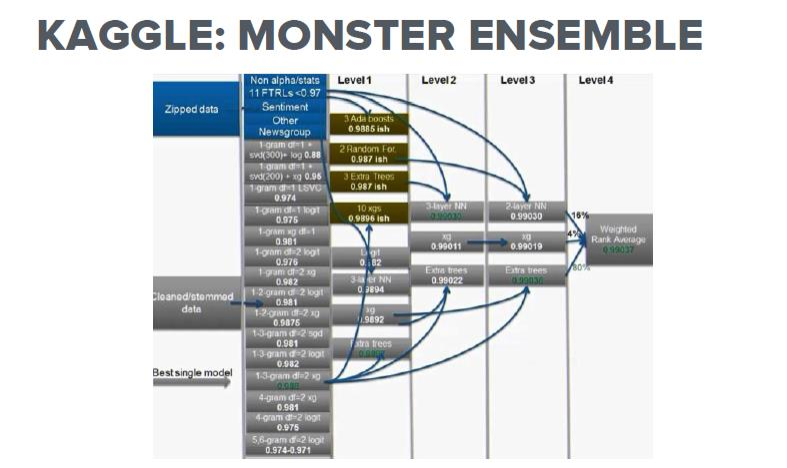 KAGGLE: MONSTER ENSEMBLE
Level 1
Level 2
Level 3
Level 4
Zipped data
Non alpha/stats
11 FTRLs <0.97
Sentiment
Other
Newsgroup
1-gram df=1 +
svd(300)+ log 0.88
1-gram df=1 +
svd(200) + xg 0.95
1-gram df=1 LSVC
0.974
1-gram df=1 logit
0.975
1-gram xg df=1
0.981
1-gram df=2 logit
0.976
1-gram df=2 xg
0.982
Cleaned/stemmed
data
1-2-gram df=2 logit
0.981
1-2-gram df=2 xg
0.9875
1-3-gram df=2 sgd
0.981
1-3-gram df=2 logit
0.982
Best single model
1-3-gram df=2 xg
4-gram df=2 xg
0.981
4-gram df=2 logit
0.975
5,6-gram df=2 logit
0.974-0.971
3 Ada boosts
0.9885 ish
2 Random For.
0.987 ish
3 Extra Trees
0.987 ish
10 xgs
0.9896 ish
Logit
3-layer NN
0.9894
xg
0.9892
Extra trees
3-layer NN
xg
0.99011
Extra trees
0.99022
2-layer NN
0.99030
xg
0.99019
Extra trees
16%
4%
80%
Weighted
Rank Average
0.99037